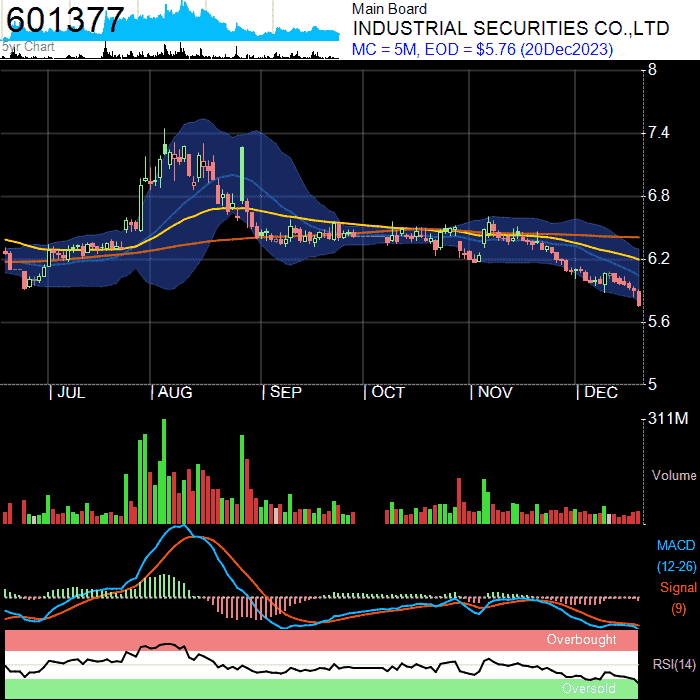 601377
5yr Chart
Main Board
INDUSTRIAL SECURITIES CO.,LTD
MC = 5M, EOD = $5.76 (20Dec2023)
8
7.4
6.8
6.2
5.6
5
JUL
AUG
SEP
OCT
NOV
DEC
311M
Volume
MACD
(12-26)
Signal
(9)
Overbought
RSI(14)
Oversold